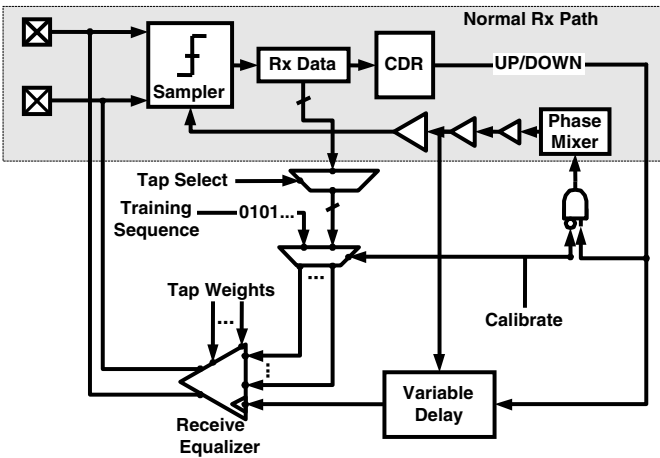 Normal Rx Path
Sampler
Rx Data
CDR
UP/DOWN
Phase
Mixer
Tap Select
Training
Sequence
0101...
...
Tap Weights
...
Calibrate
...
Variable
Delay
Receive
Equalizer